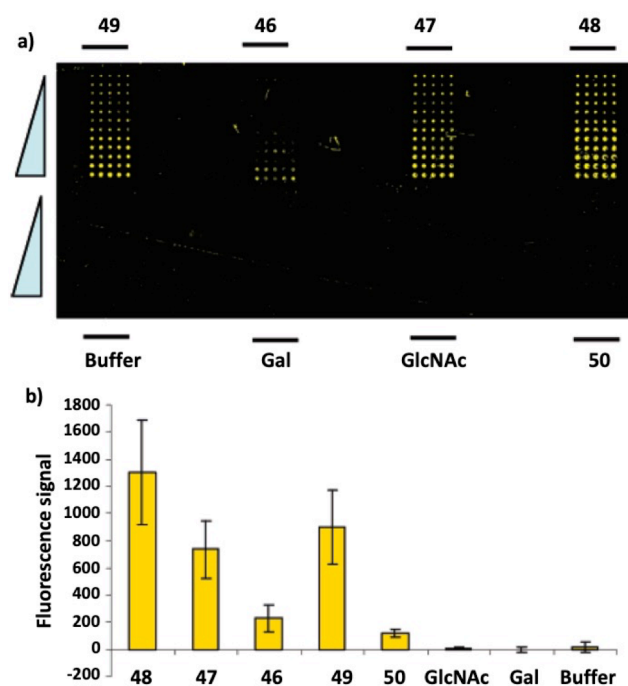 49 46 47 48
a)
Buffer Gal GlcNAc 50
b)
1800
1600
1400
1200
1000
800
600
400
200
0
-200
Fluorescence signal
48 47 46 49 50 GlcNAc Gal Buffer